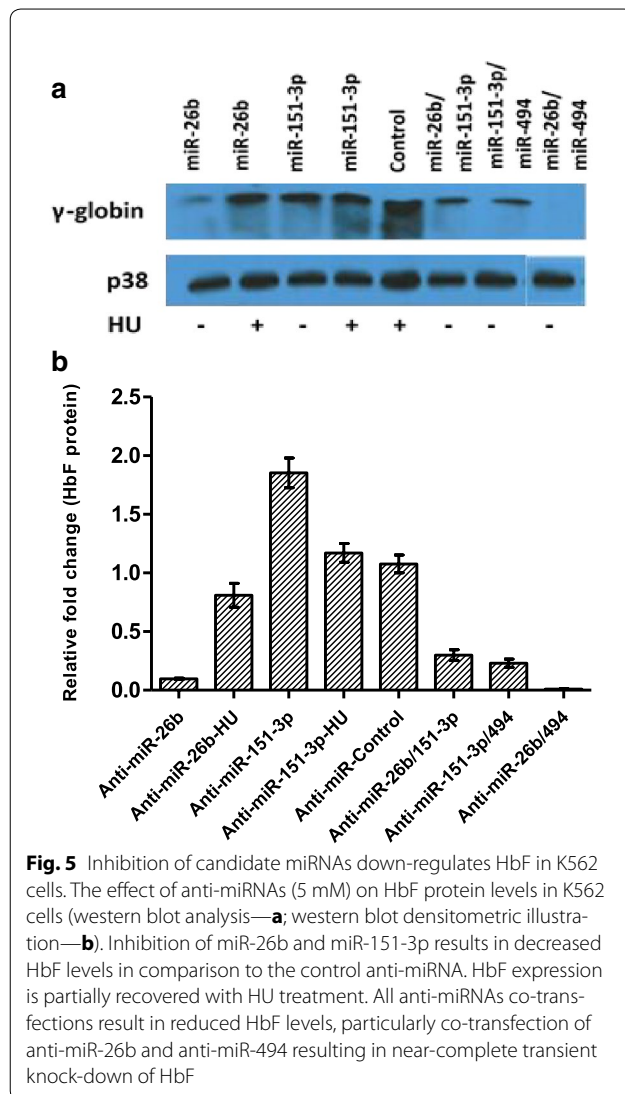 a
miR-26b
miR-26b
miR-151-3p
miR-151-3p
Control
miR-26b/
miR-151-3p
miR-151-3p/
miR-494
miR-26b/
miR-494
γ-globin
p38
HU - + - + + - - -
b
Relative fold change (HbF protein)
2.5
2.0
1.5
1.0
0.5
0.0
Anti-miR-26b
Anti-miR-26b-HU
Anti-miR-151-3p
Anti-miR-151-3p-HU
Anti-miR-Control
Anti-miR-26b/151-3p
Anti-miR-151-3p/494
Anti-miR-26b/494
Fig. 5 Inhibition of candidate miRNAs down-regulates HbF in K562
cells. The effect of anti-miRNAs (5 mM) on HbF protein levels in K562
cells (western blot analysis—a; western blot densitometric illustra-
tion—b). Inhibition of miR-26b and miR-151-3p results in decreased
HbF levels in comparison to the control anti-miRNA. HbF expression
is partially recovered with HU treatment. All anti-miRNAs co-trans-
fections result in reduced HbF levels, particularly co-transfection of
anti-miR-26b and anti-miR-494 resulting in near-complete transient
knock-down of HbF